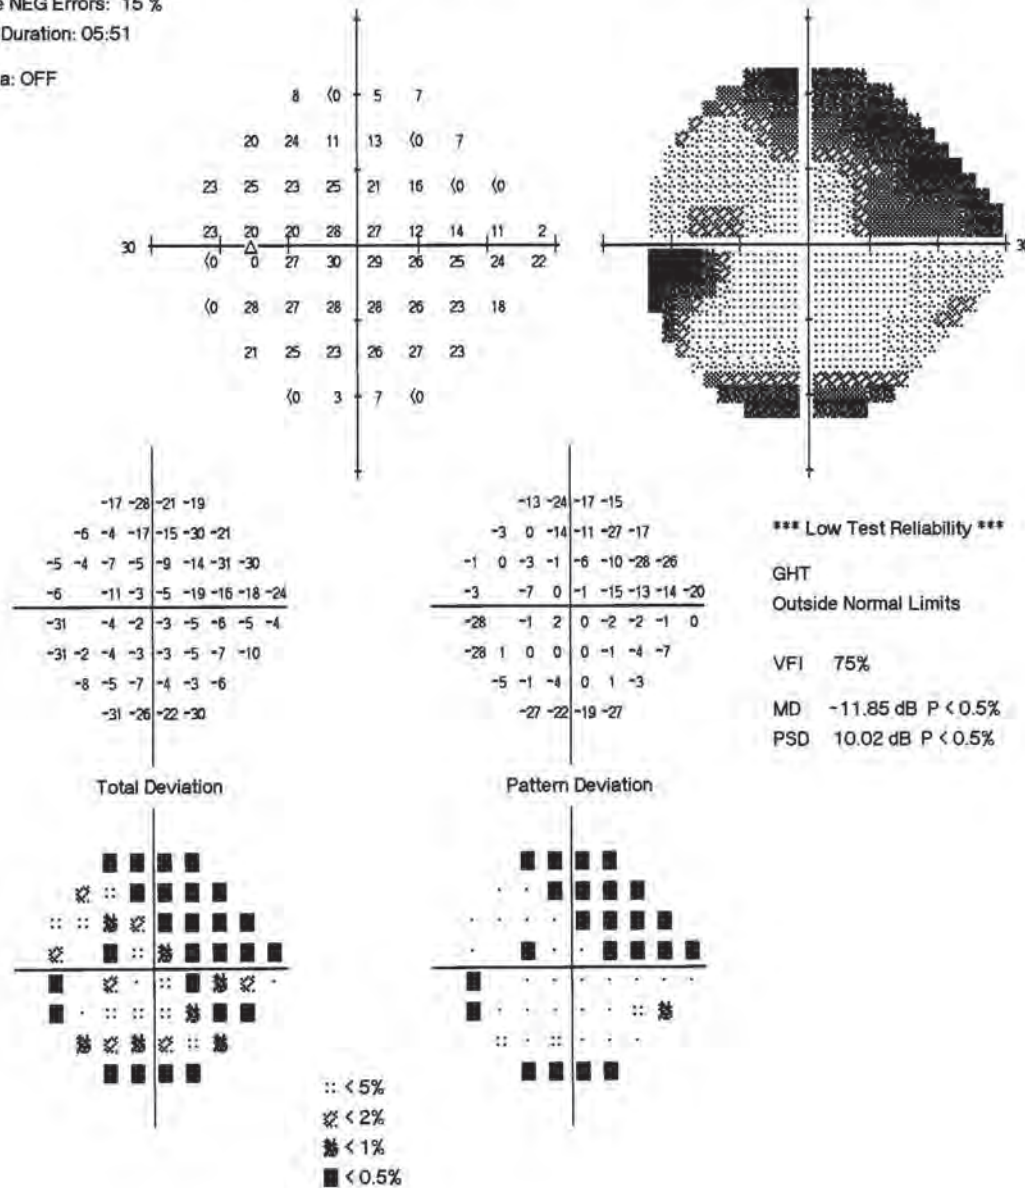 NEG Errors: 15 %
Duration: 05:51
a: OFF
8 <0 5 7
20 24 11 13 <0 7
23 25 23 25 21 16 <0 <0
23 20 20 28 27 12 14 11 2
30
<0 0 27 30 29 26 25 24 22
<0 28 27 28 28 26 23 18
21 25 23 26 27 23
<0 3 7 <0
30
-17 -28 -21 -19
-6 -4 -17 -15 -30 -21
-5 -4 -7 -5 -9 -14 -31 -30
-6 -11 -3 -5 -19 -16 -18 -24
-31 -4 -2 -3 -5 -6 -5 -4
-31 -2 -4 -3 -3 -5 -7 -10
-8 -5 -7 -4 -3 -6
-31 -26 -22 -30
Total Deviation
-13 -24 -17 -15
-3 0 -14 -11 -27 -17
-1 0 -3 -1 -6 -10 -28 -26
-3 -7 0 -1 -15 -13 -14 -20
-28 -1 2 0 -2 -2 -1 0
-28 1 0 0 0 -1 -4 -7
-5 -1 -4 0 1 -3
-27 -22 -19 -27
Pattern Deviation
*** Low Test Reliability ***
GHT
Outside Normal Limits
VFI 75%
MD -11.85 dB P < 0.5%
PSD 10.02 dB P < 0.5%
< 5%
< 2%
< 1%
< 0.5%